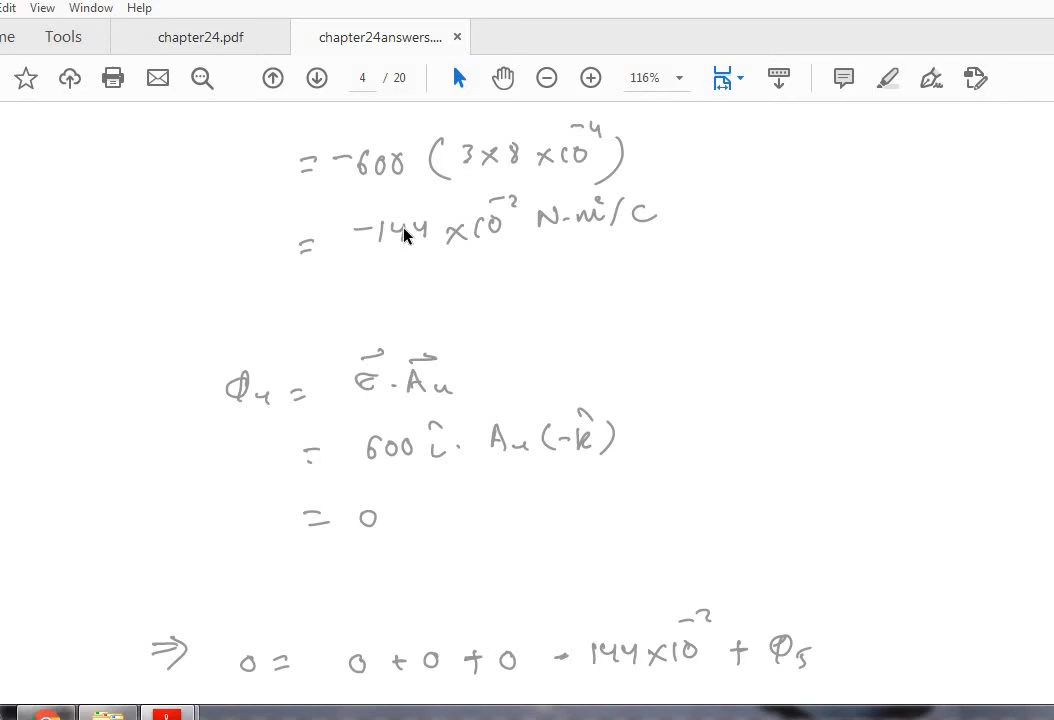 Edit View Window Help
me Tools chapter24.pdf chapter24answers.... ×
4 / 20 116%
= -600 ( 3 × 8 × 10⁻⁴ )
= -144 × 10⁻² N-m²/C
Φ₄ = E⃗ . A⃗₄
= 600 î . A₄ (-k̂)
= 0
⇒ 0 = 0 + 0 + 0 - 144 × 10⁻² + Φ₅